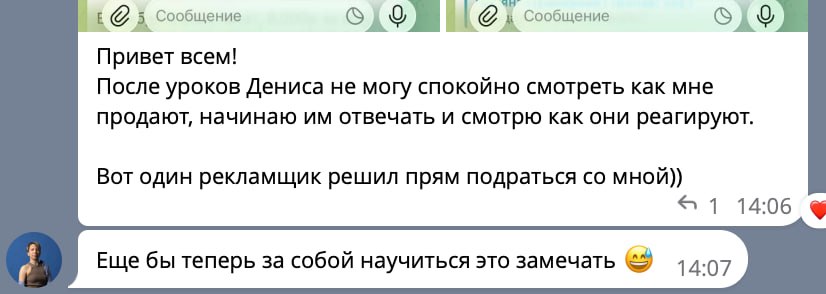 Сообщение
Сообщение
Привет всем!
После уроков Дениса не могу спокойно смотреть как мне
продают, начинаю им отвечать и смотрю как они реагируют.
Вот один рекламщик решил прям подраться со мной))
1 14:06
Еще бы теперь за собой научиться это замечать 😅
14:07